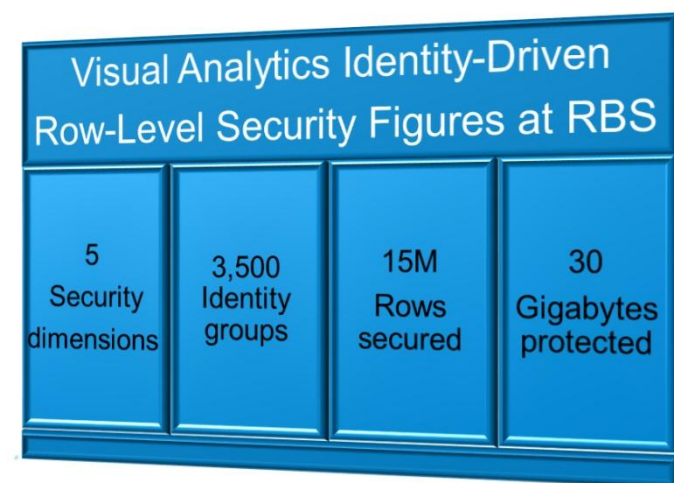 Visual Analytics Identity-Driven
Row-Level Security Figures at RBS
5
Security
dimensions
3,500
Identity
groups
15M
Rows
secured
30
Gigabytes
protected